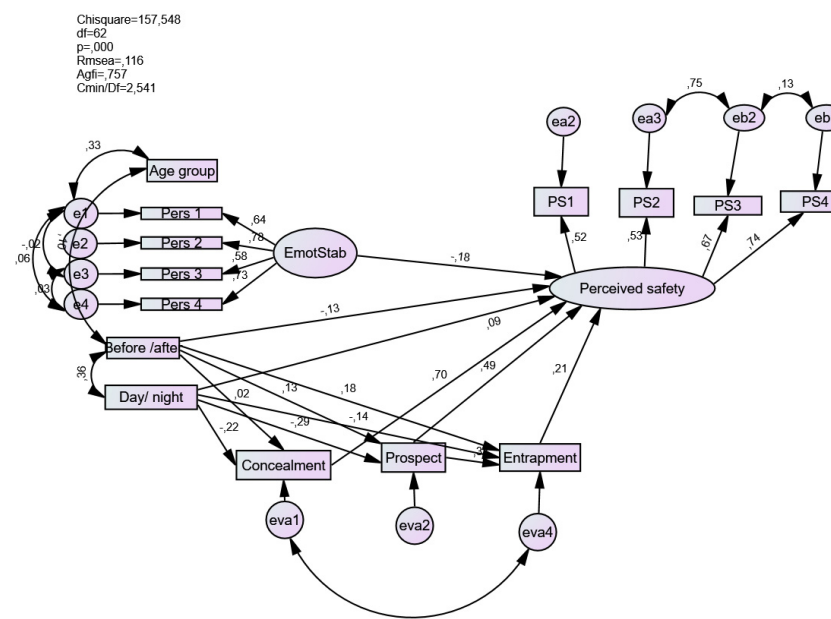 Chisquare=157,548
df=62
p=,000
Rmsea=,116
Agfi=,757
Cmin/Df=2,541
,75
,13
ea2
ea3
eb2
eb
,33
Age group
PS1
PS2
PS3
PS4
e1
Pers 1
,64
-,02
e2
Pers 2
,78
EmotStab
,52
,53
,67
,74
,06
,58
-,18
e3
Pers 3
,73
Perceived safety
,03
e4
Pers 4
-,13
,09
Before /afte
,36
,70
,49
,21
Day/ night
,02
,13
,18
-,14
-,22
-,29
Concealment
Prospect
Entrapment
eva1
eva2
eva4